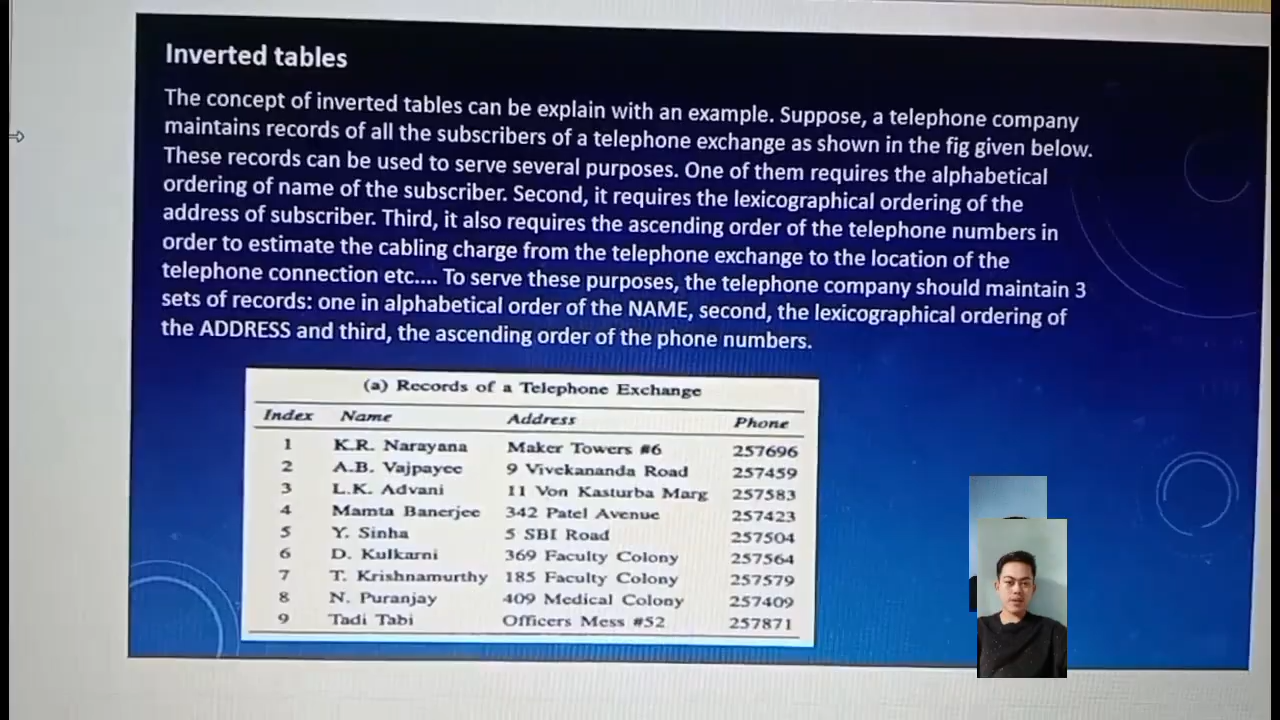 Inverted tables
The concept of inverted tables can be explain with an example. Suppose, a telephone company
maintains records of all the subscribers of a telephone exchange as shown in the fig given below.
These records can be used to serve several purposes. One of them requires the alphabetical
ordering of name of the subscriber. Second, it requires the lexicographical ordering of the
address of subscriber. Third, it also requires the ascending order of the telephone numbers in
order to estimate the cabling charge from the telephone exchange to the location of the
telephone connection etc.... To serve these purposes, the telephone company should maintain 3
sets of records: one in alphabetical order of the NAME, second, the lexicographical ordering of
the ADDRESS and third, the ascending order of the phone numbers.
(a) Records of a Telephone Exchange
Index Name Address Phone
1 K.R. Narayana Maker Towers #6 257696
2 A.B. Vajpayee 9 Vivekananda Road 257459
3 L.K. Advani 11 Von Kasturba Marg 257583
4 Mamta Banerjee 342 Patel Avenue 257423
5 Y. Sinha 5 SBI Road 257504
6 D. Kulkarni 369 Faculty Colony 257564
7 T. Krishnamurthy 185 Faculty Colony 257579
8 N. Puranjay 409 Medical Colony 257409
9 Tadi Tabi Officers Mess #52 257871